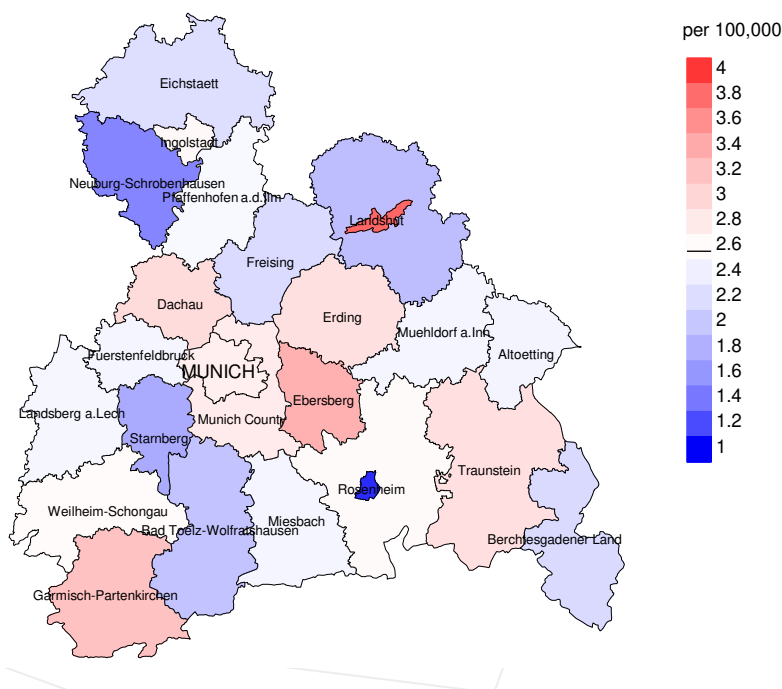 per 100,000
4
3.8
3.6
3.4
3.2
3
2.8
2.6
2.4
2.2
2
1.8
1.6
1.4
1.2
1
Eichstaett
Ingolstadt
Neuburg-Schrobenhausen
Pfaffenhofen a.d.Ilm
Landshut
Freising
Dachau
Erding
Muehldorf a.Inn
Fuerstenfeldbruck
Altoetting
MUNICH
Ebersberg
Landsberg a.Lech
Munich County
Starnberg
Traunstein
Rosenheim
Weilheim-Schongau
Miesbach
Bad Toelz-Wolfratshausen
Berchtesgadener Land
Garmisch-Partenkirchen